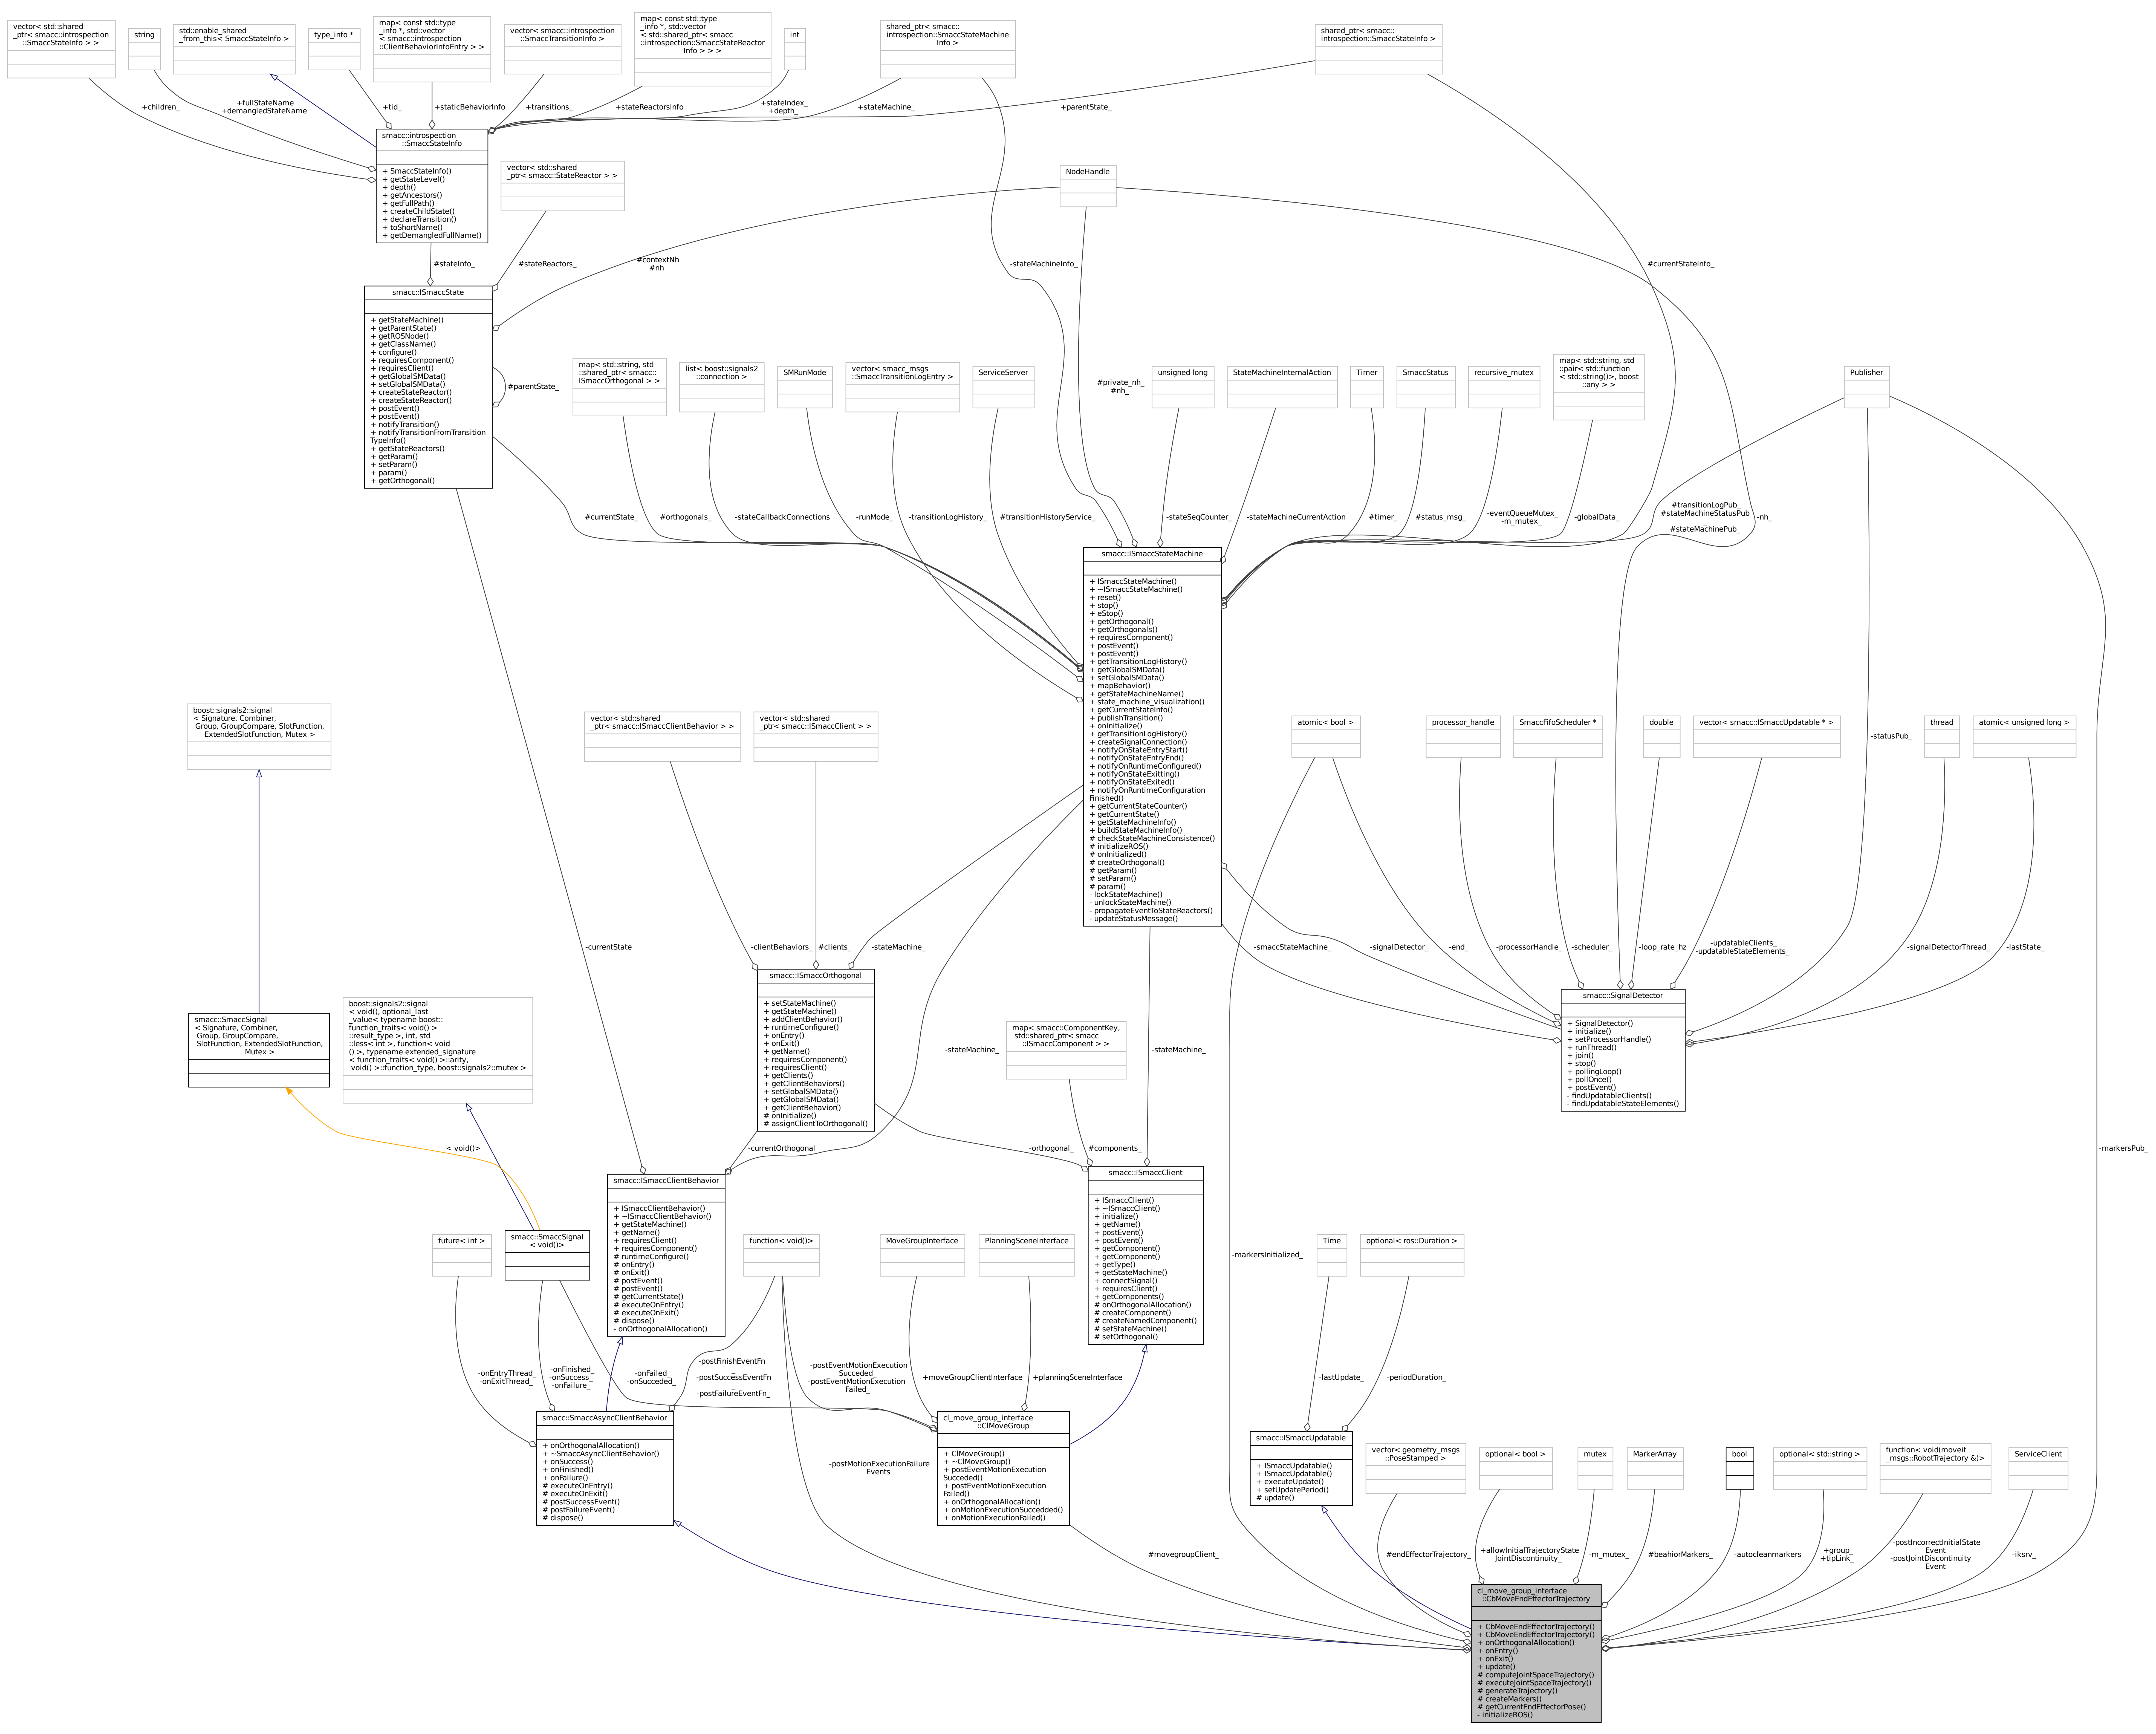 vector< std::shared
_ptr< smacc::introspection
::SmaccStateInfo > >
string
std::enable_shared
_from_this< SmaccStateInfo >
type_info *
map< const std::type
_info *, std::vector
< smacc::introspection
::ClientBehaviorInfoEntry > >
vector< smacc::introspection
::SmaccTransitionInfo >
map< const std::type
_info *, std::vector
< std::shared_ptr< smacc
::introspection::SmaccStateReactor
Info > > >
int
shared_ptr< smacc::
introspection::SmaccStateMachine
Info >
shared_ptr< smacc::
introspection::SmaccStateInfo >
+children_
+fullStateName
+demangledStateName
+tid_
+staticBehaviorInfo
+transitions_
+stateReactorsInfo
+stateIndex_
+depth_
+stateMachine_
+parentState_
smacc::introspection
::SmaccStateInfo
+ SmaccStateInfo()
+ getStateLevel()
+ depth()
+ getAncestors()
+ getFullPath()
+ createChildState()
+ declareTransition()
+ toShortName()
+ getDemangledFullName()
vector< std::shared
_ptr< smacc::StateReactor > >
NodeHandle
#stateInfo_
#stateReactors_
#contextNh
#nh
-stateMachineInfo_
#currentStateInfo_
smacc::ISmaccState
+ getStateMachine()
+ getParentState()
+ getROSNode()
+ getClassName()
+ configure()
+ requiresComponent()
+ requiresClient()
+ getGlobalSMData()
+ setGlobalSMData()
+ createStateReactor()
+ createStateReactor()
+ postEvent()
+ postEvent()
+ notifyTransition()
+ notifyTransitionFromTransition
TypeInfo()
+ getStateReactors()
+ getParam()
+ setParam()
+ param()
+ getOrthogonal()
#parentState_
map< std::string, std
::shared_ptr< smacc::
ISmaccOrthogonal > >
list< boost::signals2
::connection >
SMRunMode
vector< smacc_msgs
::SmaccTransitionLogEntry >
ServiceServer
#private_nh_
#nh_
unsigned long
StateMachineInternalAction
Timer
SmaccStatus
recursive_mutex
map< std::string, std
::pair< std::function
< std::string()>, boost
::any > >
Publisher
#currentState_
#orthogonals_
-stateCallbackConnections
-runMode_
-transitionLogHistory_
#transitionHistoryService_
-stateSeqCounter_
-stateMachineCurrentAction
#timer_
#status_msg_
-eventQueueMutex_
-m_mutex_
-globalData_
#transitionLogPub_
#stateMachineStatusPub
_
#stateMachinePub_
-nh_
smacc::ISmaccStateMachine
+ ISmaccStateMachine()
+ ~ISmaccStateMachine()
+ reset()
+ stop()
+ eStop()
+ getOrthogonal()
+ getOrthogonals()
+ requiresComponent()
+ postEvent()
+ postEvent()
+ getTransitionLogHistory()
+ getGlobalSMData()
+ setGlobalSMData()
+ mapBehavior()
+ getStateMachineName()
+ state_machine_visualization()
+ getCurrentStateInfo()
+ publishTransition()
+ onInitialize()
+ getTransitionLogHistory()
+ createSignalConnection()
+ notifyOnStateEntryStart()
+ notifyOnStateEntryEnd()
+ notifyOnRuntimeConfigured()
+ notifyOnStateExitting()
+ notifyOnStateExited()
+ notifyOnRuntimeConfiguration
Finished()
+ getCurrentStateCounter()
+ getCurrentState()
+ getStateMachineInfo()
+ buildStateMachineInfo()
# checkStateMachineConsistence()
# initializeROS()
# onInitialized()
# createOrthogonal()
# getParam()
# setParam()
# param()
- lockStateMachine()
- unlockStateMachine()
- propagateEventToStateReactors()
- updateStatusMessage()
boost::signals2::signal
< Signature, Combiner,
Group, GroupCompare, SlotFunction,
ExtendedSlotFunction, Mutex >
vector< std::shared
_ptr< smacc::ISmaccClientBehavior > >
vector< std::shared
_ptr< smacc::ISmaccClient > >
atomic< bool >
processor_handle
SmaccFifoScheduler *
double
vector< smacc::ISmaccUpdatable * >
thread
atomic< unsigned long >
-statusPub_
-currentState
-clientBehaviors_
#clients_
-stateMachine_
-smaccStateMachine_
-signalDetector_
-end_
-processorHandle_
-scheduler_
-loop_rate_hz
-updatableClients_
-updatableStateElements_
-signalDetectorThread_
-lastState_
smacc::ISmaccOrthogonal
+ setStateMachine()
+ getStateMachine()
+ addClientBehavior()
+ runtimeConfigure()
+ onEntry()
+ onExit()
+ getName()
+ requiresComponent()
+ requiresClient()
+ getClients()
+ getClientBehaviors()
+ setGlobalSMData()
+ getGlobalSMData()
+ getClientBehavior()
# onInitialize()
# assignClientToOrthogonal()
smacc::SignalDetector
+ SignalDetector()
+ initialize()
+ setProcessorHandle()
+ runThread()
+ join()
+ stop()
+ pollingLoop()
+ pollOnce()
+ postEvent()
- findUpdatableClients()
- findUpdatableStateElements()
smacc::SmaccSignal
< Signature, Combiner,
Group, GroupCompare,
SlotFunction, ExtendedSlotFunction,
Mutex >
boost::signals2::signal
< void(), optional_last
_value< typename boost::
function_traits< void() >
::result_type >, int, std
::less< int >, function< void
() >, typename extended_signature
< function_traits< void() >::arity,
void() >::function_type, boost::signals2::mutex >
map< smacc::ComponentKey,
std::shared_ptr< smacc
::ISmaccComponent > >
-stateMachine_
-stateMachine_
< void()>
-currentOrthogonal
-orthogonal_
#components_
-markersPub_
smacc::ISmaccClientBehavior
+ ISmaccClientBehavior()
+ ~ISmaccClientBehavior()
+ getStateMachine()
+ getName()
+ requiresClient()
+ requiresComponent()
# runtimeConfigure()
# onEntry()
# onExit()
# postEvent()
# postEvent()
# getCurrentState()
# executeOnEntry()
# executeOnExit()
# dispose()
- onOrthogonalAllocation()
smacc::ISmaccClient
+ ISmaccClient()
+ ~ISmaccClient()
+ initialize()
+ getName()
+ postEvent()
+ postEvent()
+ getComponent()
+ getComponent()
+ getType()
+ getStateMachine()
+ connectSignal()
+ requiresClient()
+ getComponents()
# onOrthogonalAllocation()
# createComponent()
# createNamedComponent()
# setStateMachine()
# setOrthogonal()
future< int >
smacc::SmaccSignal
< void()>
function< void()>
MoveGroupInterface
PlanningSceneInterface
-markersInitialized_
Time
optional< ros::Duration >
-onEntryThread_
-onExitThread_
-onFinished_
-onSuccess_
-onFailure_
-onFailed_
-onSucceded_
-postFinishEventFn
_
-postSuccessEventFn
_
-postFailureEventFn_
-postEventMotionExecution
Succeded_
-postEventMotionExecution
Failed_
+moveGroupClientInterface
+planningSceneInterface
-lastUpdate_
-periodDuration_
smacc::SmaccAsyncClientBehavior
+ onOrthogonalAllocation()
+ ~SmaccAsyncClientBehavior()
+ onSuccess()
+ onFinished()
+ onFailure()
# executeOnEntry()
# executeOnExit()
# postSuccessEvent()
# postFailureEvent()
# dispose()
-postMotionExecutionFailure
Events
cl_move_group_interface
::ClMoveGroup
+ ClMoveGroup()
+ ~ClMoveGroup()
+ postEventMotionExecution
Succeded()
+ postEventMotionExecution
Failed()
+ onOrthogonalAllocation()
+ onMotionExecutionSuccedded()
+ onMotionExecutionFailed()
smacc::ISmaccUpdatable
+ ISmaccUpdatable()
+ ISmaccUpdatable()
+ executeUpdate()
+ setUpdatePeriod()
# update()
vector< geometry_msgs
::PoseStamped >
optional< bool >
mutex
MarkerArray
bool
optional< std::string >
function< void(moveit
_msgs::RobotTrajectory &)>
ServiceClient
#movegroupClient_
#endEffectorTrajectory_
+allowInitialTrajectoryState
JointDiscontinuity_
-m_mutex_
#beahiorMarkers_
-autocleanmarkers
+group_
+tipLink_
-postIncorrectInitialState
Event
-postJointDiscontinuity
Event
-iksrv_
cl_move_group_interface
::CbMoveEndEffectorTrajectory
+ CbMoveEndEffectorTrajectory()
+ CbMoveEndEffectorTrajectory()
+ onOrthogonalAllocation()
+ onEntry()
+ onExit()
+ update()
# computeJointSpaceTrajectory()
# executeJointSpaceTrajectory()
# generateTrajectory()
# createMarkers()
# getCurrentEndEffectorPose()
- initializeROS()